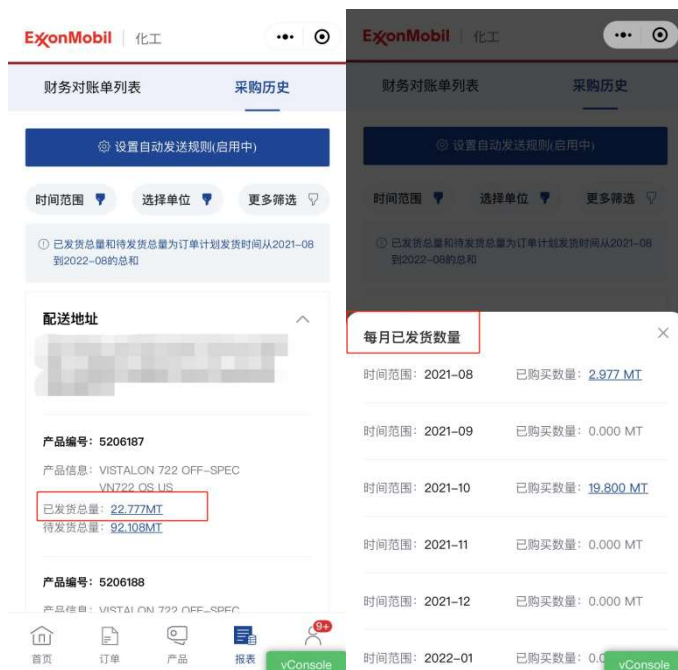 ExxonMobil 化工
财务对账单列表 采购历史
设置自动发送规则(启用中)
时间范围 选择单位 更多筛选
已发货总量和待发货总量为订单计划发货时间从2021-08
到2022-08的总和
配送地址
产品编号: 5206187
产品信息: VISTALON 722 OFF-SPEC
VN722 OS US
已发货总量: 22.777MT
待发货总量: 92.108MT
产品编号: 5206188
产品信息: VISTALON 722 OFF-SPEC
9+
首页 订单 产品 报表
vConsole
ExxonMobil 化工
财务对账单列表 采购历史
设置自动发送规则(启用中)
时间范围 选择单位 更多筛选
已发货总量和待发货总量为订单计划发货时间从2021-08
到2022-08的总和
每月已发货数量
时间范围: 2021-08 已购买数量: 2.977 MT
时间范围: 2021-09 已购买数量: 0.000 MT
时间范围: 2021-10 已购买数量: 19.800 MT
时间范围: 2021-11 已购买数量: 0.000 MT
时间范围: 2021-12 已购买数量: 0.000 MT
时间范围: 2022-01 已购买数量:
vConsole